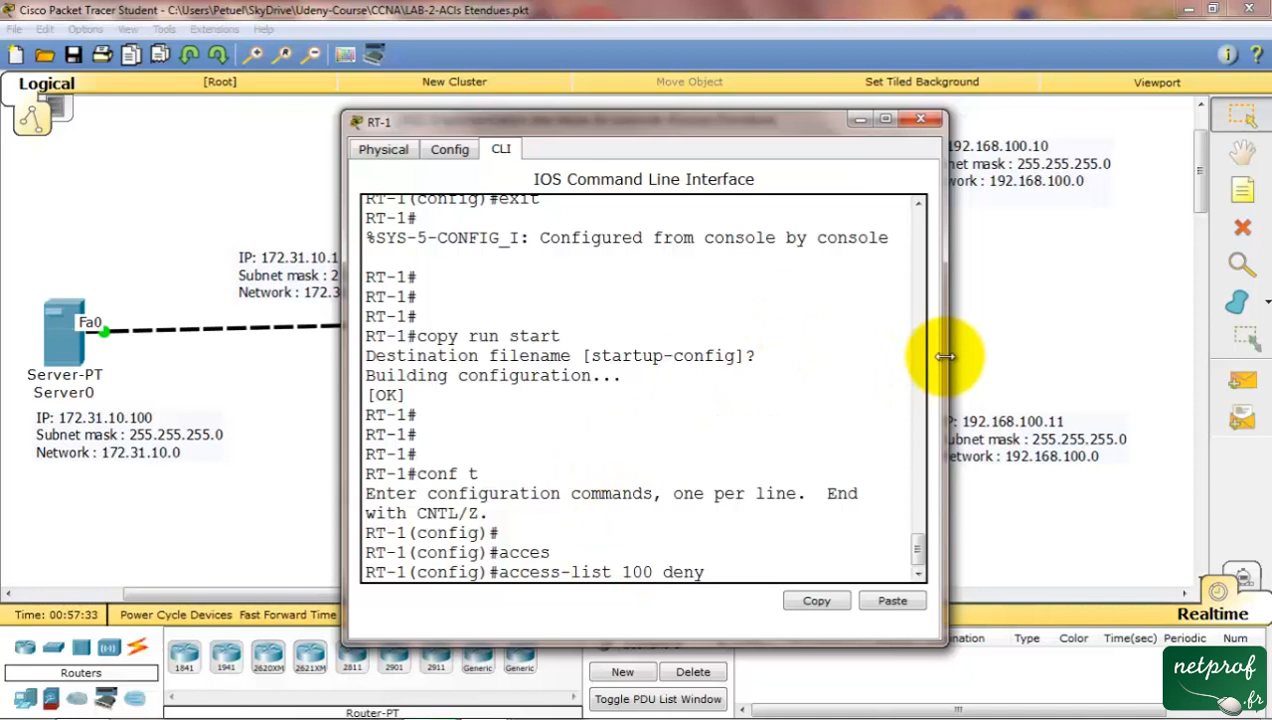 Cisco Packet Tracer Student - C:\Users\Petuel\SkyDrive\Udeny-Course\CCNA\LAB-2-ACIs Etendues.pkt
File Edit Options View Tools Extensions Help
Logical [Root] New Cluster Move Object Set Tiled Background Viewport
RT-1
Physical Config CLI
IOS Command Line Interface
RT-1(config)#exit
RT-1#
%SYS-5-CONFIG_I: Configured from console by console
RT-1#
RT-1#
RT-1#
RT-1#copy run start
Destination filename [startup-config]?
Building configuration...
[OK]
RT-1#
RT-1#
RT-1#
RT-1#conf t
Enter configuration commands, one per line. End
with CNTL/Z.
RT-1(config)#
RT-1(config)#acces
RT-1(config)#access-list 100 deny
Copy Paste
IP: 172.31.10.1
Subnet mask : 2
Network : 172.3
Fa0
Server-PT
Server0
IP: 172.31.10.100
Subnet mask : 255.255.255.0
Network : 172.31.10.0
192.168.100.10
net mask : 255.255.255.0
work : 192.168.100.0
: 192.168.100.11
ubnet mask : 255.255.255.0
etwork : 192.168.100.0
Time: 00:57:33 Power Cycle Devices Fast Forward Time
Realtime
Routers
1841 1941 2620XM 2621XM 2811 2901 2911 Generic Generic
Router-PT
New Delete
Toggle PDU List Window
nation Type Color Time(sec) Periodic Num
netprof
.fr